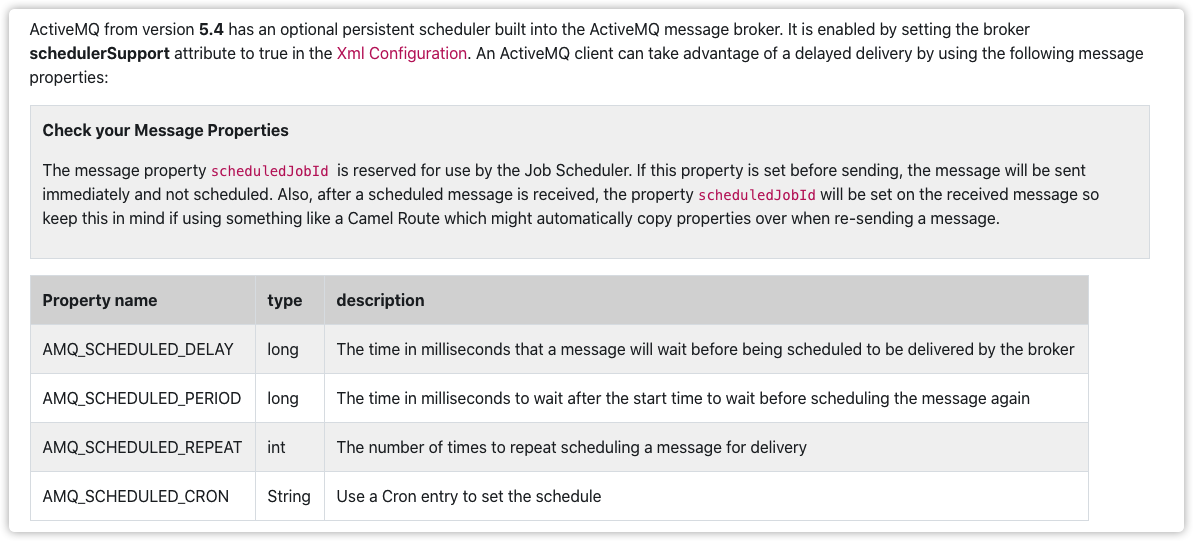 ActiveMQ from version 5.4 has an optional persistent scheduler built into the ActiveMQ message broker. It is enabled by setting the broker
schedulerSupport attribute to true in the Xml Configuration. An ActiveMQ client can take advantage of a delayed delivery by using the following message
properties:
Check your Message Properties
The message property scheduledJobId is reserved for use by the Job Scheduler. If this property is set before sending, the message will be sent
immediately and not scheduled. Also, after a scheduled message is received, the property scheduledJobId will be set on the received message so
keep this in mind if using something like a Camel Route which might automatically copy properties over when re-sending a message.
Property name type description
AMQ_SCHEDULED_DELAY long The time in milliseconds that a message will wait before being scheduled to be delivered by the broker
AMQ_SCHEDULED_PERIOD long The time in milliseconds to wait after the start time to wait before scheduling the message again
AMQ_SCHEDULED_REPEAT int The number of times to repeat scheduling a message for delivery
AMQ_SCHEDULED_CRON String Use a Cron entry to set the schedule